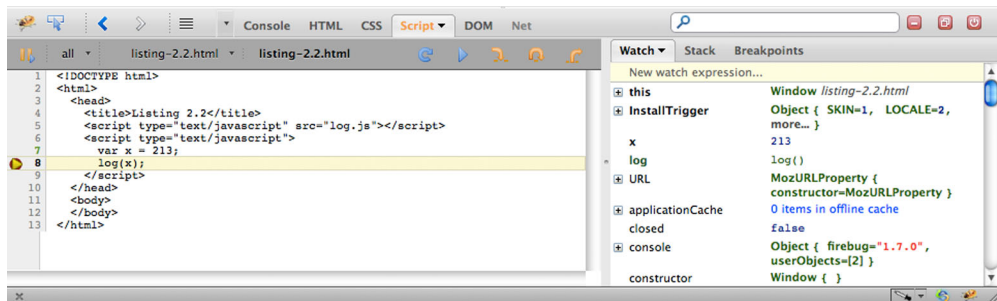 Console HTML CSS Script DOM Net
all listing-2.2.html listing-2.2.html
Watch Stack Breakpoints
1 <!DOCTYPE html>
2 <html>
3 <head>
4 <title>Listing 2.2</title>
5 <script type="text/javascript" src="log.js"></script>
6 <script type="text/javascript">
7 var x = 213;
8 log(x);
9 </script>
10 </head>
11 <body>
12 </body>
13 </html>
New watch expression...
this Window listing-2.2.html
InstallTrigger Object { SKIN=1, LOCALE=2,
more... }
x 213
log log()
URL MozURLProperty {
constructor=MozURLProperty }
applicationCache 0 items in offline cache
closed false
console Object { firebug="1.7.0",
userObjects=[2] }
constructor Window { }